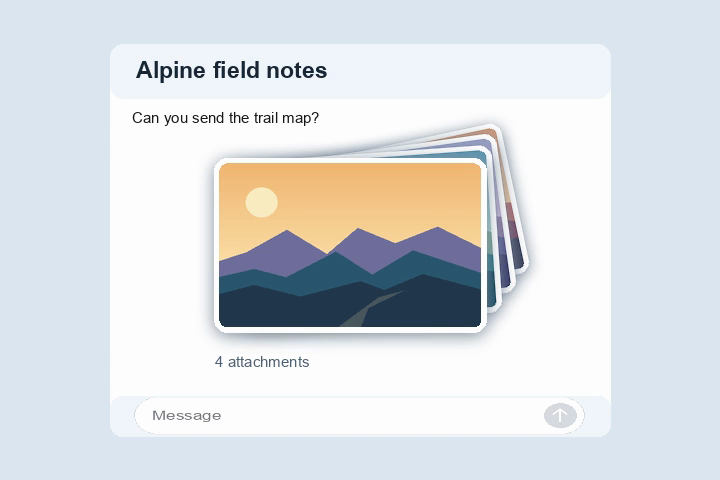 Alpine field notes
Can you send the trail map?
4 attachments
Message